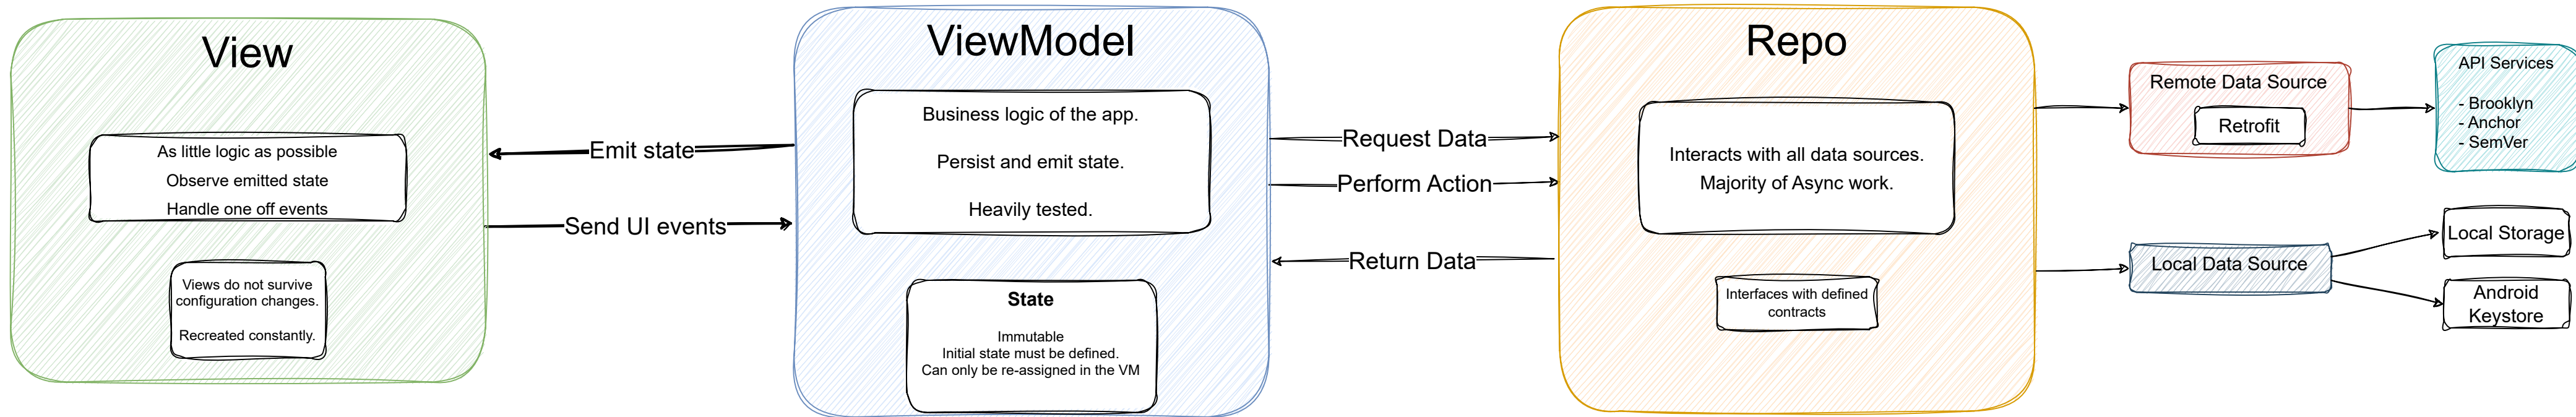 View
As little logic as possible
Observe emitted state
Handle one off events
Views do not survive
configuration changes.
Recreated constantly.
Emit state
Send UI events
ViewModel
Business logic of the app.
Persist and emit state.
Heavily tested.
State
Immutable
Initial state must be defined.
Can only be re-assigned in the VM
Request Data
Perform Action
Return Data
Repo
Interacts with all data sources.
Majority of Async work.
Interfaces with defined
contracts
Remote Data Source
Retrofit
API Services
- Brooklyn
- Anchor
- SemVer
Local Data Source
Local Storage
Android
Keystore